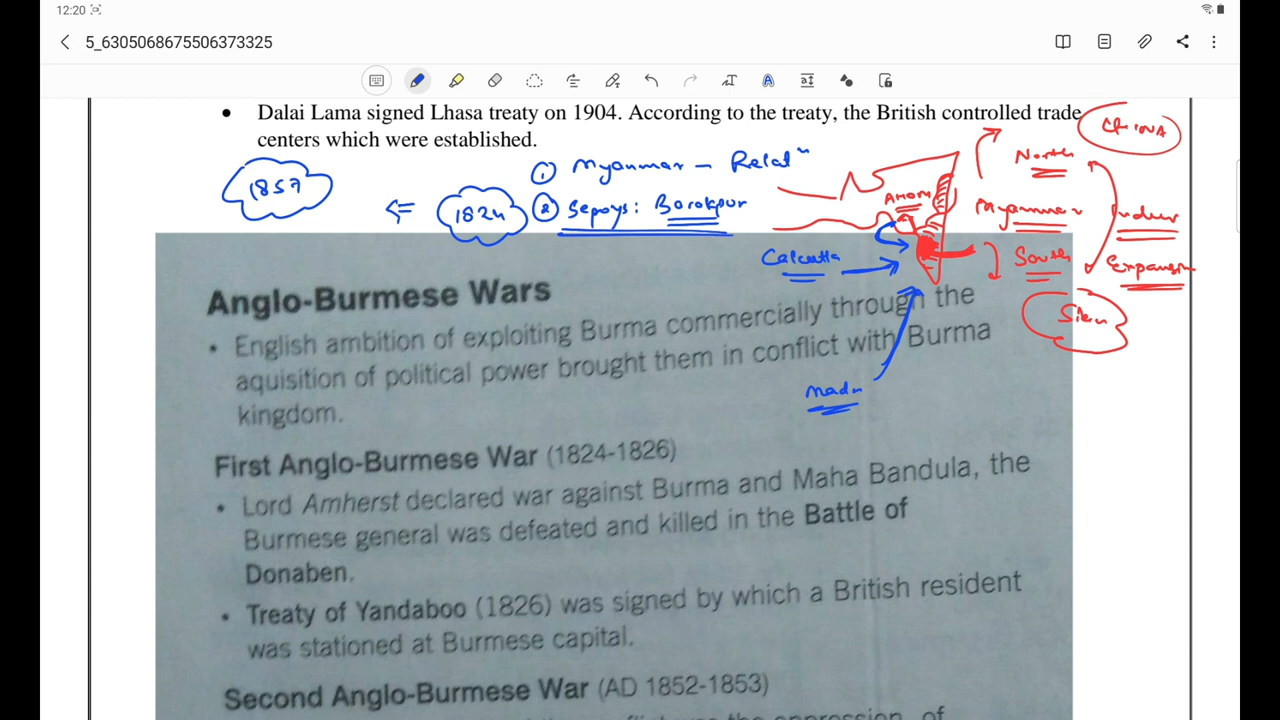 12:20
5_6305068675506373325
Dalai Lama signed Lhasa treaty on 1904. According to the treaty, the British controlled trade
centers which were established.
1857
1824
① Myanmar – Relatn
② Sepoys: Barakpur
CHINA
North
AHOM
Myanmar
Calcutta
South
Expansion
Madr
Anglo-Burmese Wars
• English ambition of exploiting Burma commercially through the
aquisition of political power brought them in conflict with Burma
kingdom.
First Anglo-Burmese War (1824-1826)
• Lord Amherst declared war against Burma and Maha Bandula, the
Burmese general was defeated and killed in the Battle of
Donaben.
• Treaty of Yandaboo (1826) was signed by which a British resident
was stationed at Burmese capital.
Second Anglo-Burmese War (AD 1852-1853)